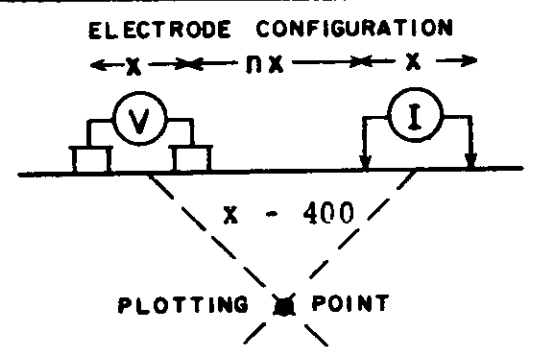 ELECTRODE CONFIGURATION
x nx x
V I
x - 400
PLOTTING POINT